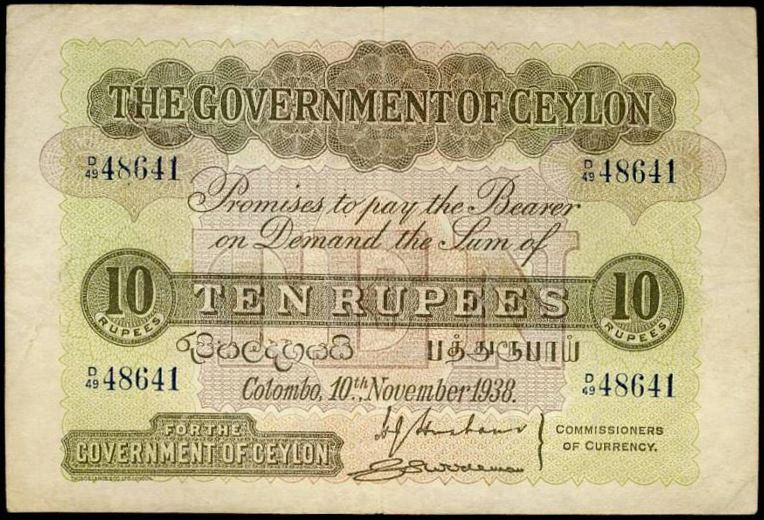 THE GOVERNMENT OF CEYLON
D/49 48641 D/49 48641
Promises to pay the Bearer
on Demand the Sum of
10 RUPEES TEN RUPEES 10 RUPEES
රුපියල්දහයයි பத்துரூபாய்
D/49 48641 D/49 48641
Colombo, 10th, November 1938.
FOR THE
GOVERNMENT OF CEYLON
COMMISSIONERS
OF CURRENCY.
TEN